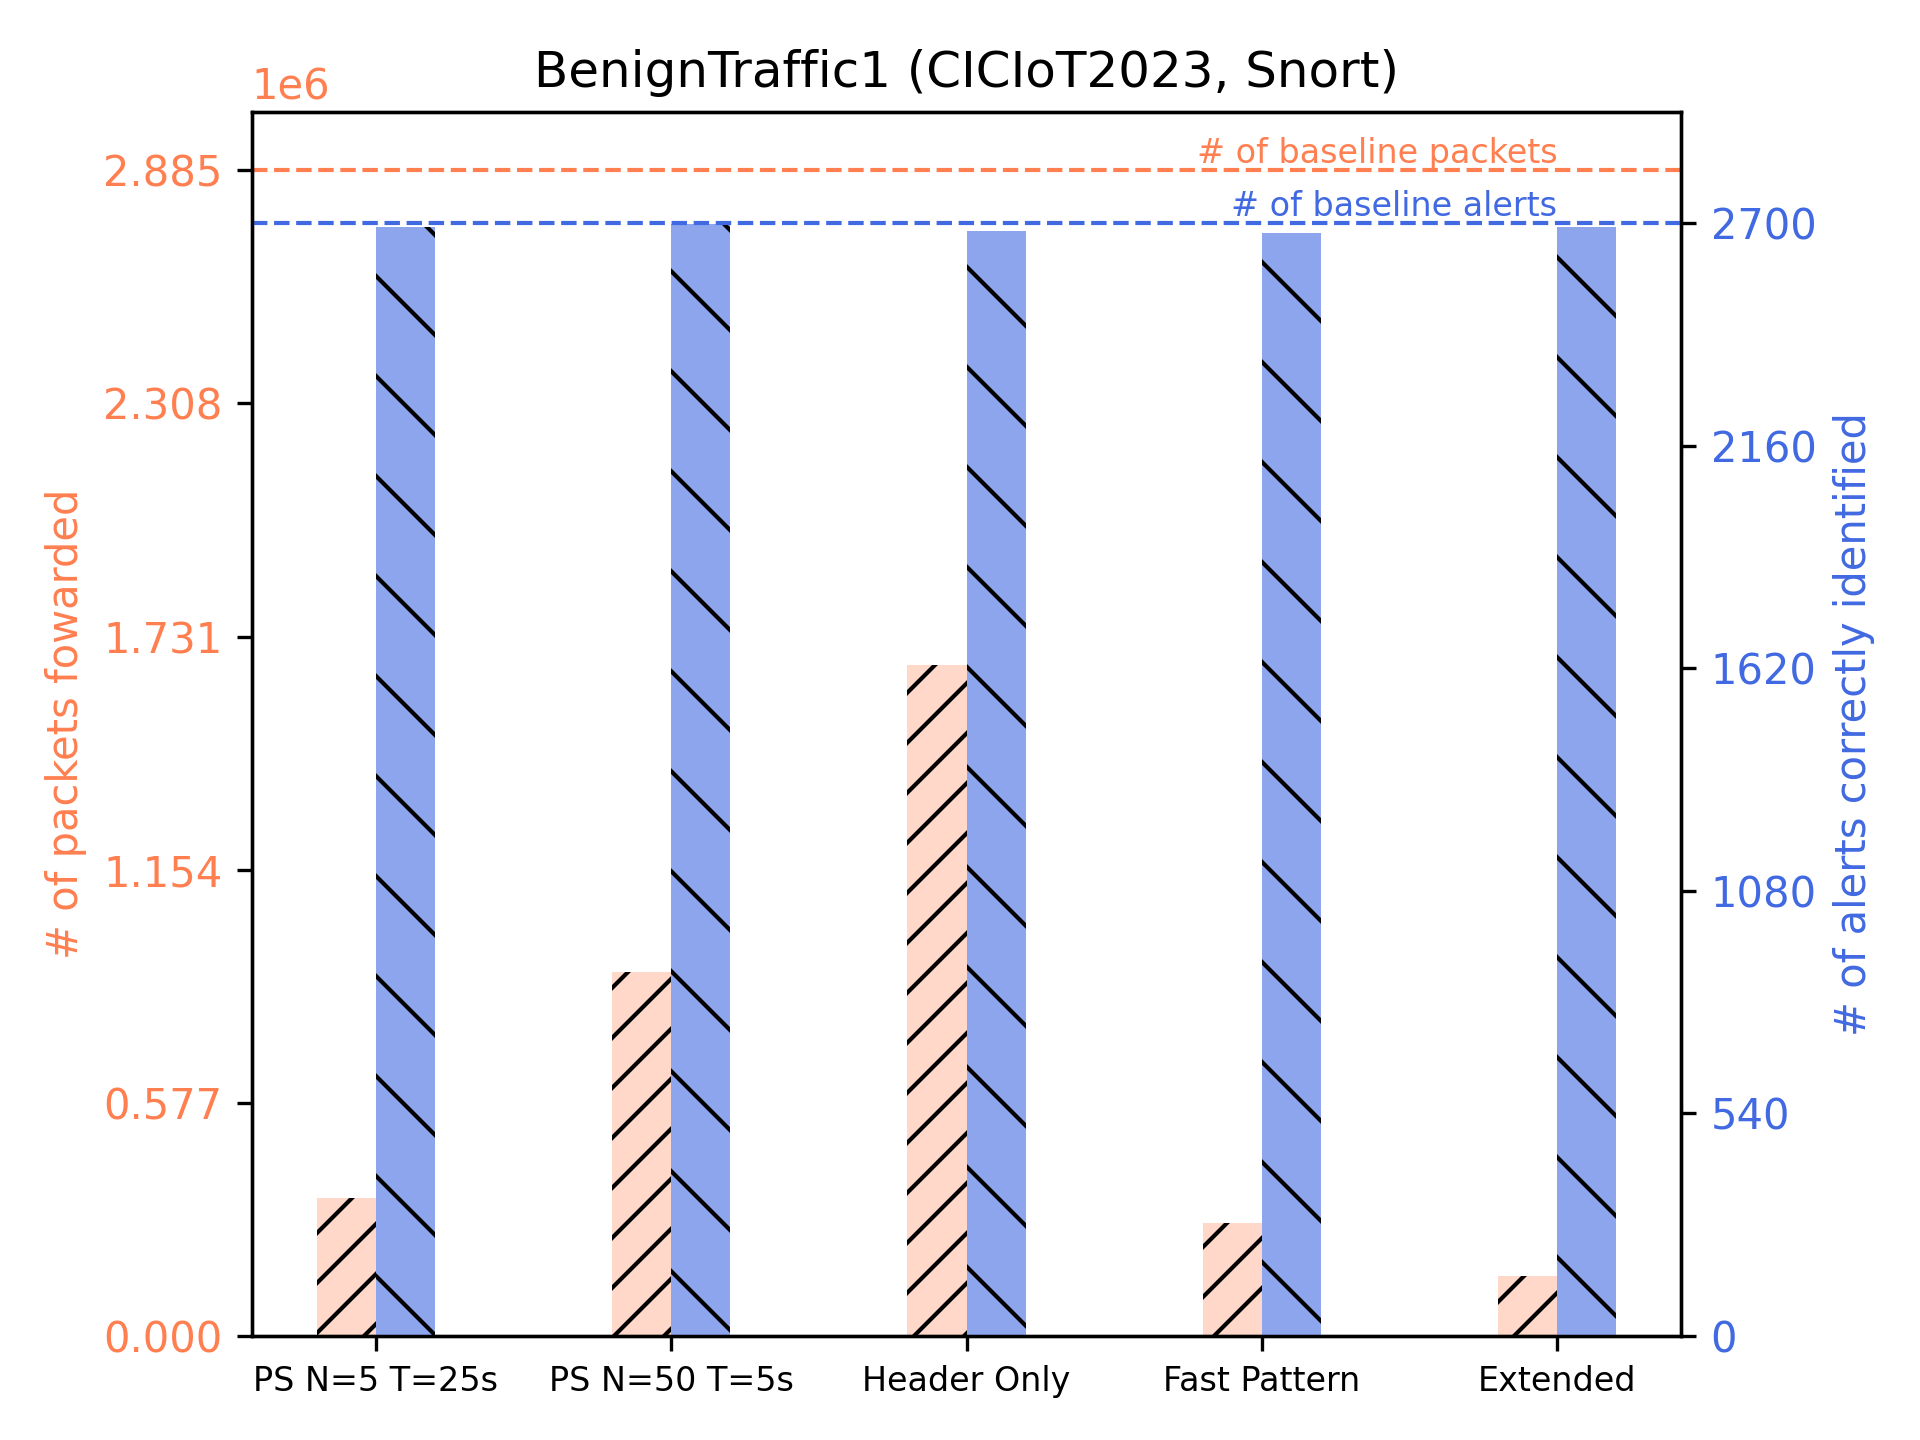 BenignTraffic1 (CICIoT2023, Snort)
1e6
# of baseline packets
# of baseline alerts
2.885
2.308
1.731
1.154
0.577
0.000
# of packets fowarded
2700
2160
1620
1080
540
0
# of alerts correctly identified
PS N=5 T=25s
PS N=50 T=5s
Header Only
Fast Pattern
Extended